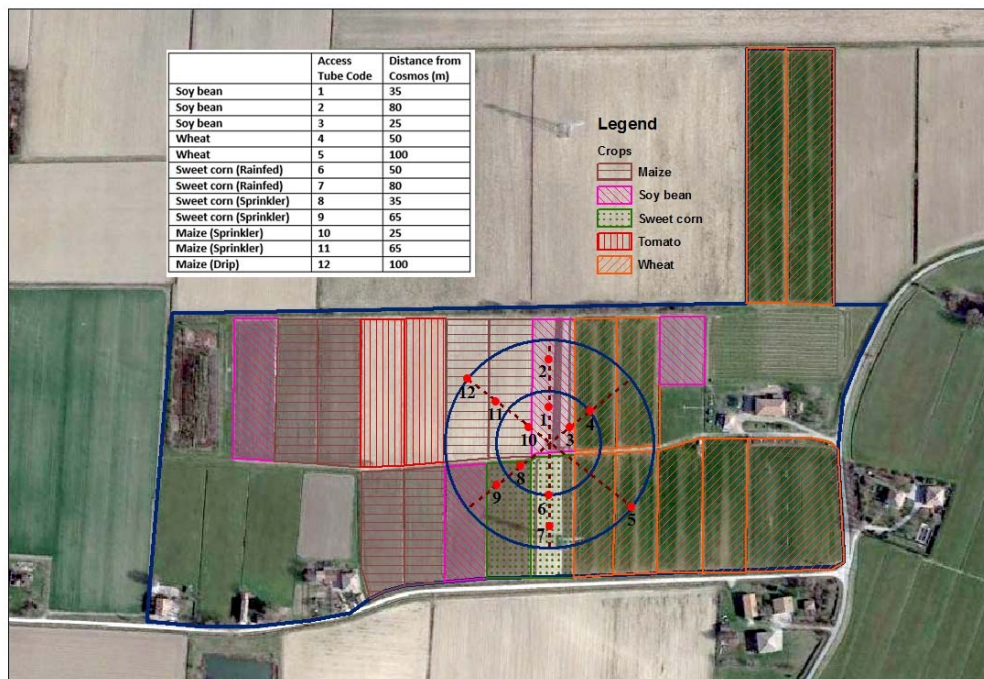 Access Tube Code Distance from Cosmos (m)
Soy bean 1 35
Soy bean 2 80
Soy bean 3 25
Wheat 4 50
Wheat 5 100
Sweet corn (Rainfed) 6 50
Sweet corn (Rainfed) 7 80
Sweet corn (Sprinkler) 8 35
Sweet corn (Sprinkler) 9 65
Maize (Sprinkler) 10 25
Maize (Sprinkler) 11 65
Maize (Drip) 12 100
Legend
Crops
Maize
Soy bean
Sweet corn
Tomato
Wheat
2
12
11
1
4
10
3
8
9
6
5
7